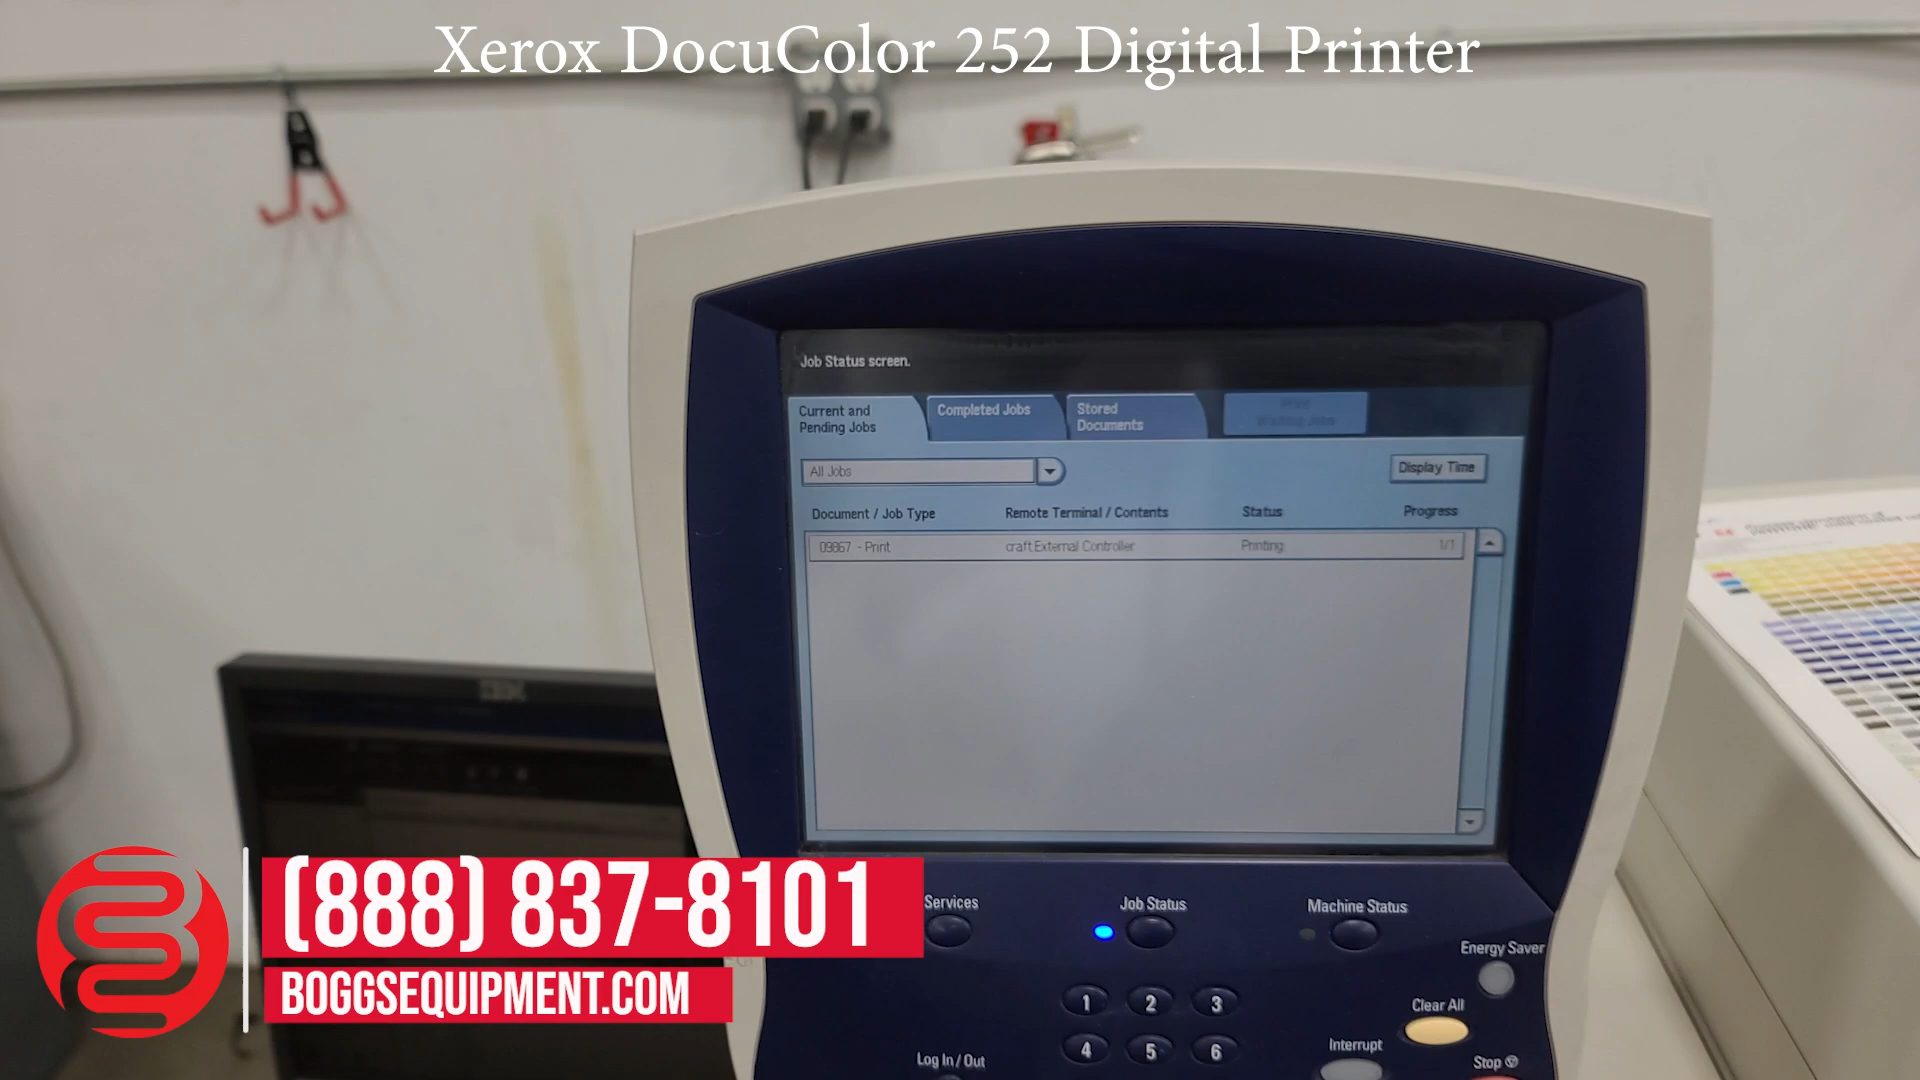 Xerox DocuColor 252 Digital Printer
Job Status screen.
Current and
Pending Jobs
Completed Jobs
Stored
Documents
Print
Waiting Jobs
All Jobs
Display Time
Document / Job Type
Remote Terminal / Contents
Status
Progress
09867 - Print
craft:External Controller
Printing
1/1
IBM
Services
Job Status
Machine Status
Energy Saver
Clear All
1
2
3
4
5
6
Interrupt
Log In / Out
Stop
(888) 837-8101
BOGGSEQUIPMENT.COM